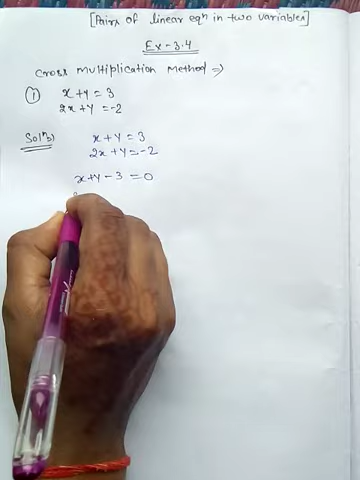 [Pairs of linear eqn in two variables]
Ex-3.4
Cross Multiplication Method ⇒
① x+y = 3
2x+y = -2
Soln ⇒
x+y = 3
2x+y = -2
x+y-3 = 0